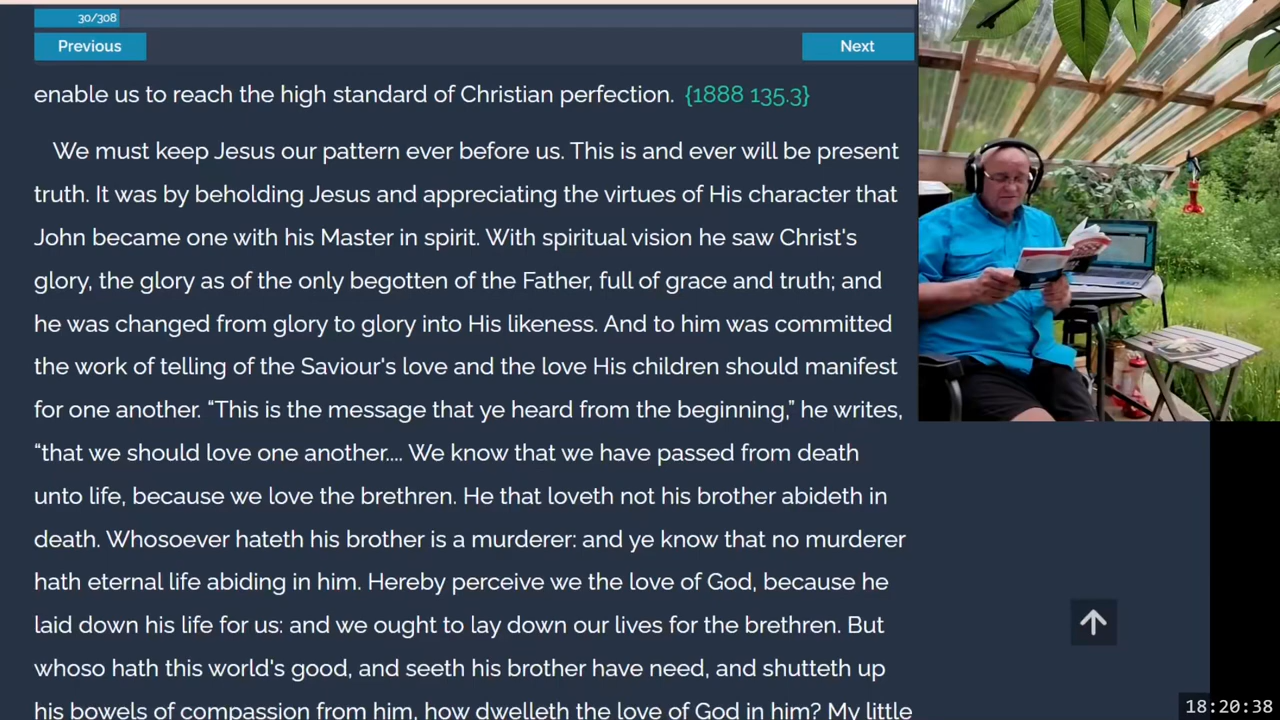 30/308
Previous
Next
enable us to reach the high standard of Christian perfection. {1888 135.3}
We must keep Jesus our pattern ever before us. This is and ever will be present
truth. It was by beholding Jesus and appreciating the virtues of His character that
John became one with his Master in spirit. With spiritual vision he saw Christ's
glory, the glory as of the only begotten of the Father, full of grace and truth; and
he was changed from glory to glory into His likeness. And to him was committed
the work of telling of the Saviour's love and the love His children should manifest
for one another. “This is the message that ye heard from the beginning,” he writes,
“that we should love one another.... We know that we have passed from death
unto life, because we love the brethren. He that loveth not his brother abideth in
death. Whosoever hateth his brother is a murderer: and ye know that no murderer
hath eternal life abiding in him. Hereby perceive we the love of God, because he
laid down his life for us: and we ought to lay down our lives for the brethren. But
whoso hath this world's good, and seeth his brother have need, and shutteth up
his bowels of compassion from him, how dwelleth the love of God in him? My little
18:20:38